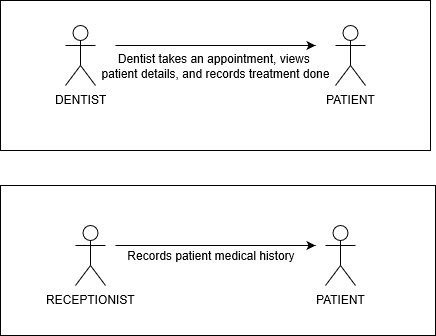 Dentist takes an appointment, views
patient details, and records treatment done
DENTIST
PATIENT
Records patient medical history
RECEPTIONIST
PATIENT